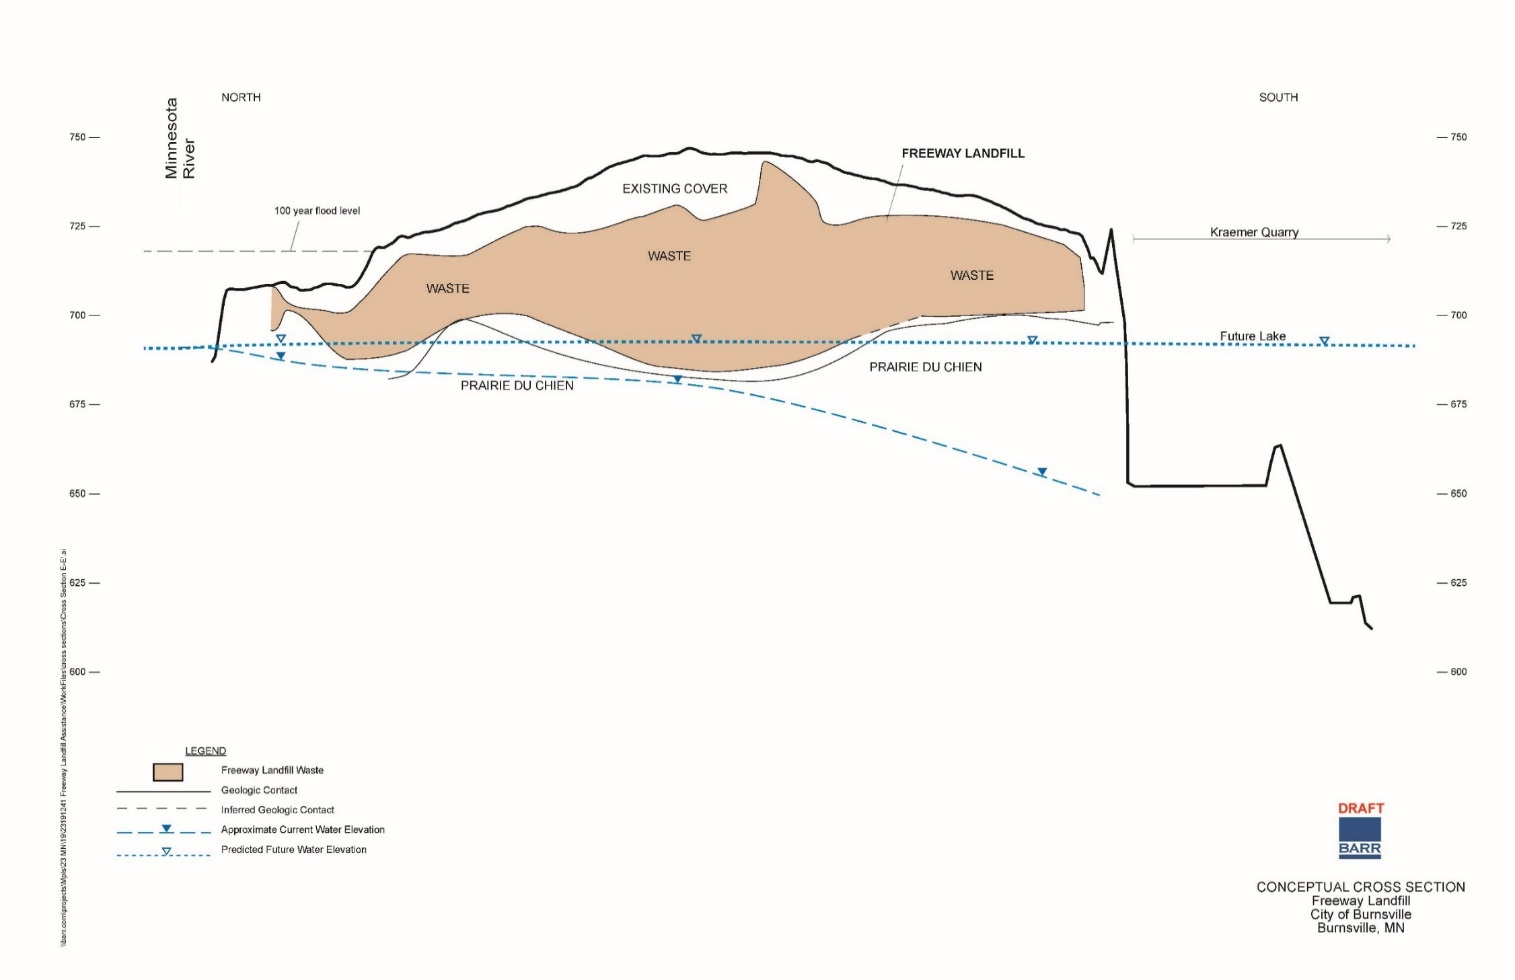 NORTH
SOUTH
Minnesota
River
750
750
FREEWAY LANDFILL
EXISTING COVER
100 year flood level
725
725
Kraemer Quarry
WASTE
WASTE
WASTE
700
700
Future Lake
PRAIRIE DU CHIEN
PRAIRIE DU CHIEN
675
675
650
650
625
625
600
600
LEGEND
Freeway Landfill Waste
Geologic Contact
Inferred Geologic Contact
Approximate Current Water Elevation
Predicted Future Water Elevation
DRAFT
BARR
CONCEPTUAL CROSS SECTION
Freeway Landfill
City of Burnsville
Burnsville, MN